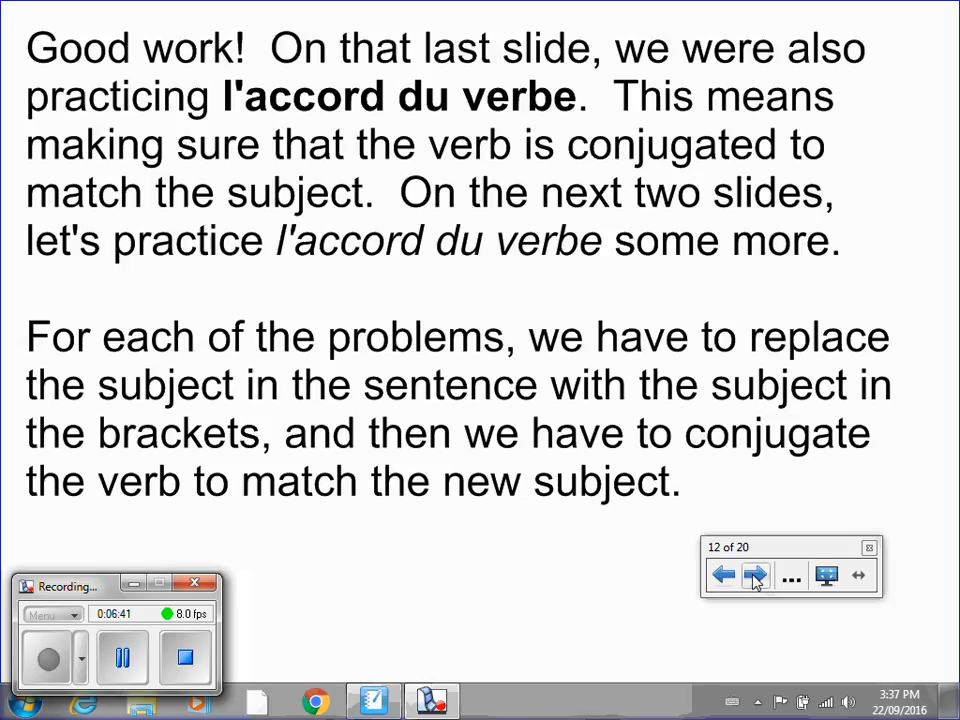 Good work!  On that last slide, we were also
practicing l'accord du verbe.  This means
making sure that the verb is conjugated to
match the subject.  On the next two slides,
let's practice l'accord du verbe some more.
For each of the problems, we have to replace
the subject in the sentence with the subject in
the brackets, and then we have to conjugate
the verb to match the new subject.
12 of 20
...
Recording...
Menu
0:06:41
8.0 fps
3:37 PM
22/09/2016